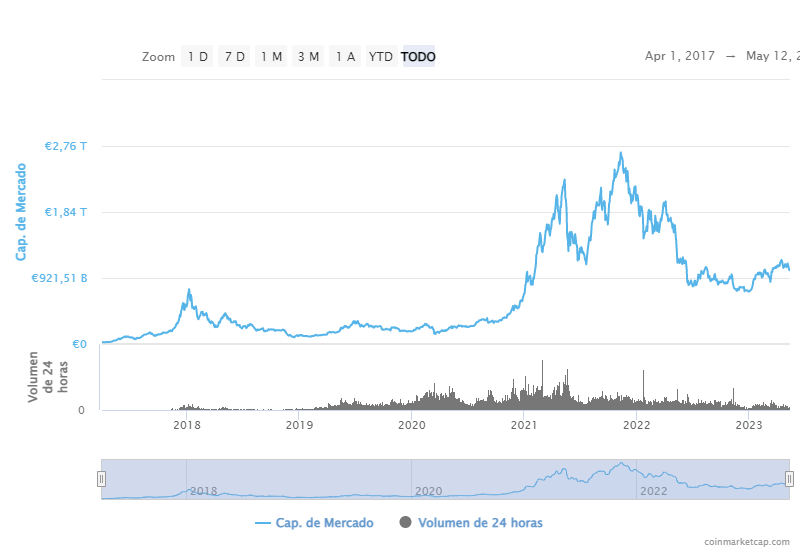 Zoom 1 D 7 D 1 M 3 M 1 A YTD TODO Apr 1, 2017 → May 12, 2
€2,76 T
€1,84 T
€921,51 B
€0
Cap. de Mercado
Volumen
de 24
horas
0
2018 2019 2020 2021 2022 2023
2018 2020 2022
Cap. de Mercado Volumen de 24 horas
coinmarketcap.com